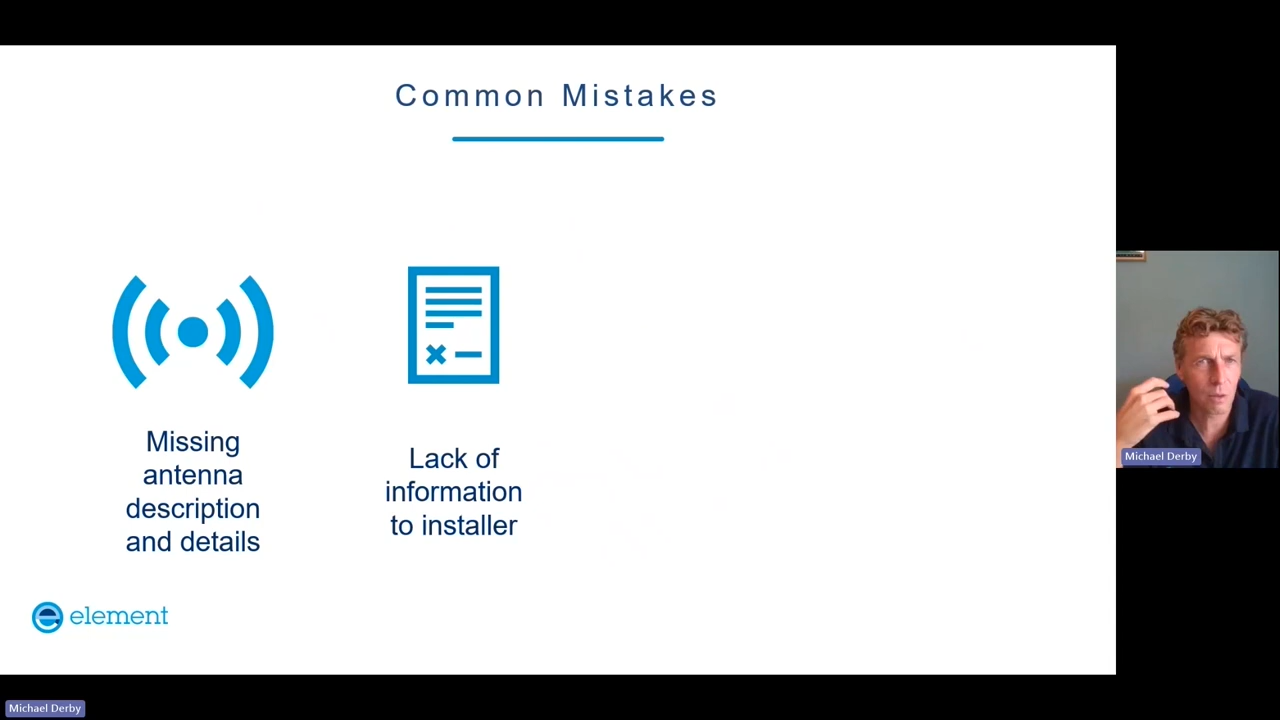 Common Mistakes
Missing
antenna
description
and details
Lack of
information
to installer
element
Michael Derby
Michael Derby